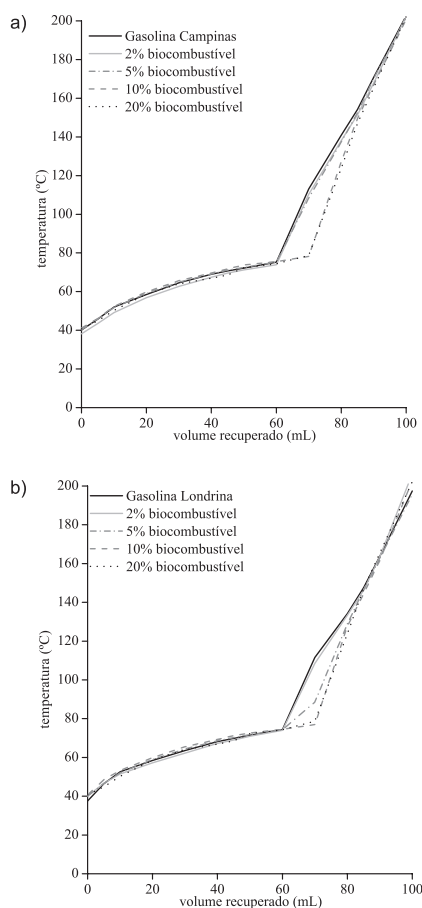 a)
200
180
160
140
120
100
80
60
40
20
0
temperatura (ºC)
Gasolina Campinas
2% biocombustível
5% biocombustível
10% biocombustível
20% biocombustível
0 20 40 60 80 100
volume recuperado (mL)
b)
200
180
160
140
120
100
80
60
40
20
0
temperatura (ºC)
Gasolina Londrina
2% biocombustível
5% biocombustível
10% biocombustível
20% biocombustível
0 20 40 60 80 100
volume recuperado (mL)